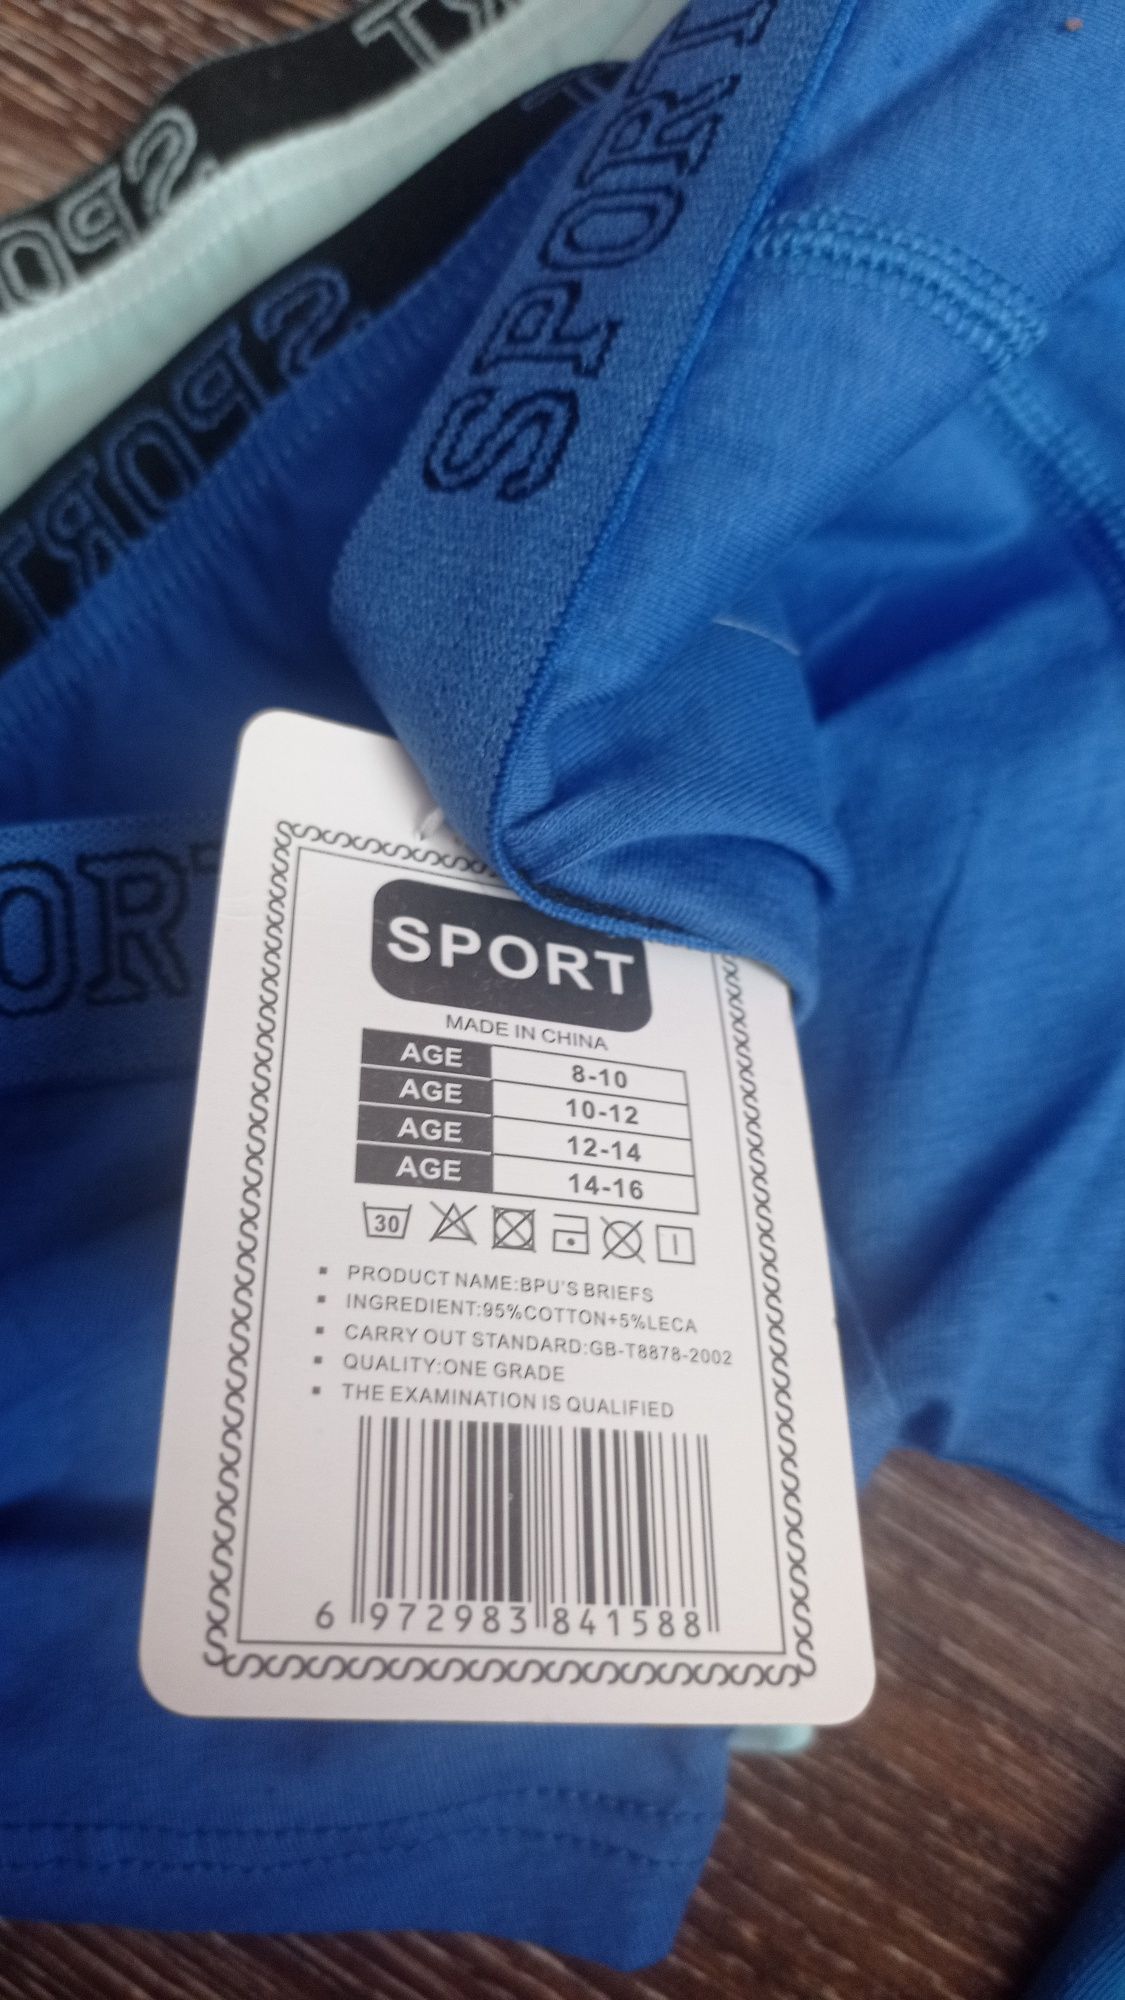 SPORT
SPORT
SPORT
ORT
SPORT
MADE IN CHINA
AGE 8-10
AGE 10-12
AGE 12-14
AGE 14-16
30
PRODUCT NAME:BPU'S BRIEFS
INGREDIENT:95%COTTON+5%LECA
CARRY OUT STANDARD:GB-T8878-2002
QUALITY:ONE GRADE
THE EXAMINATION IS QUALIFIED
6 972983 841588